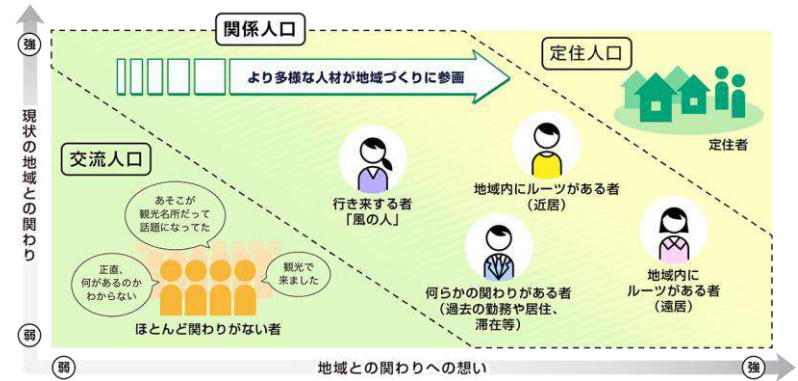 関係人口
強
定住人口
より多様な人材が地域づくりに参画
現状の地域との関わり
定住者
交流人口
あそこが
観光名所だって
話題になってた
行き来する者
「風の人」
地域内にルーツがある者
（近居）
正直、
何があるのか
わからない
観光で
来ました
ほとんど関わりがない者
何らかの関わりがある者
（過去の勤務や居住、
滞在等）
地域内に
ルーツがある者
（遠居）
弱
弱
地域との関わりへの想い
強